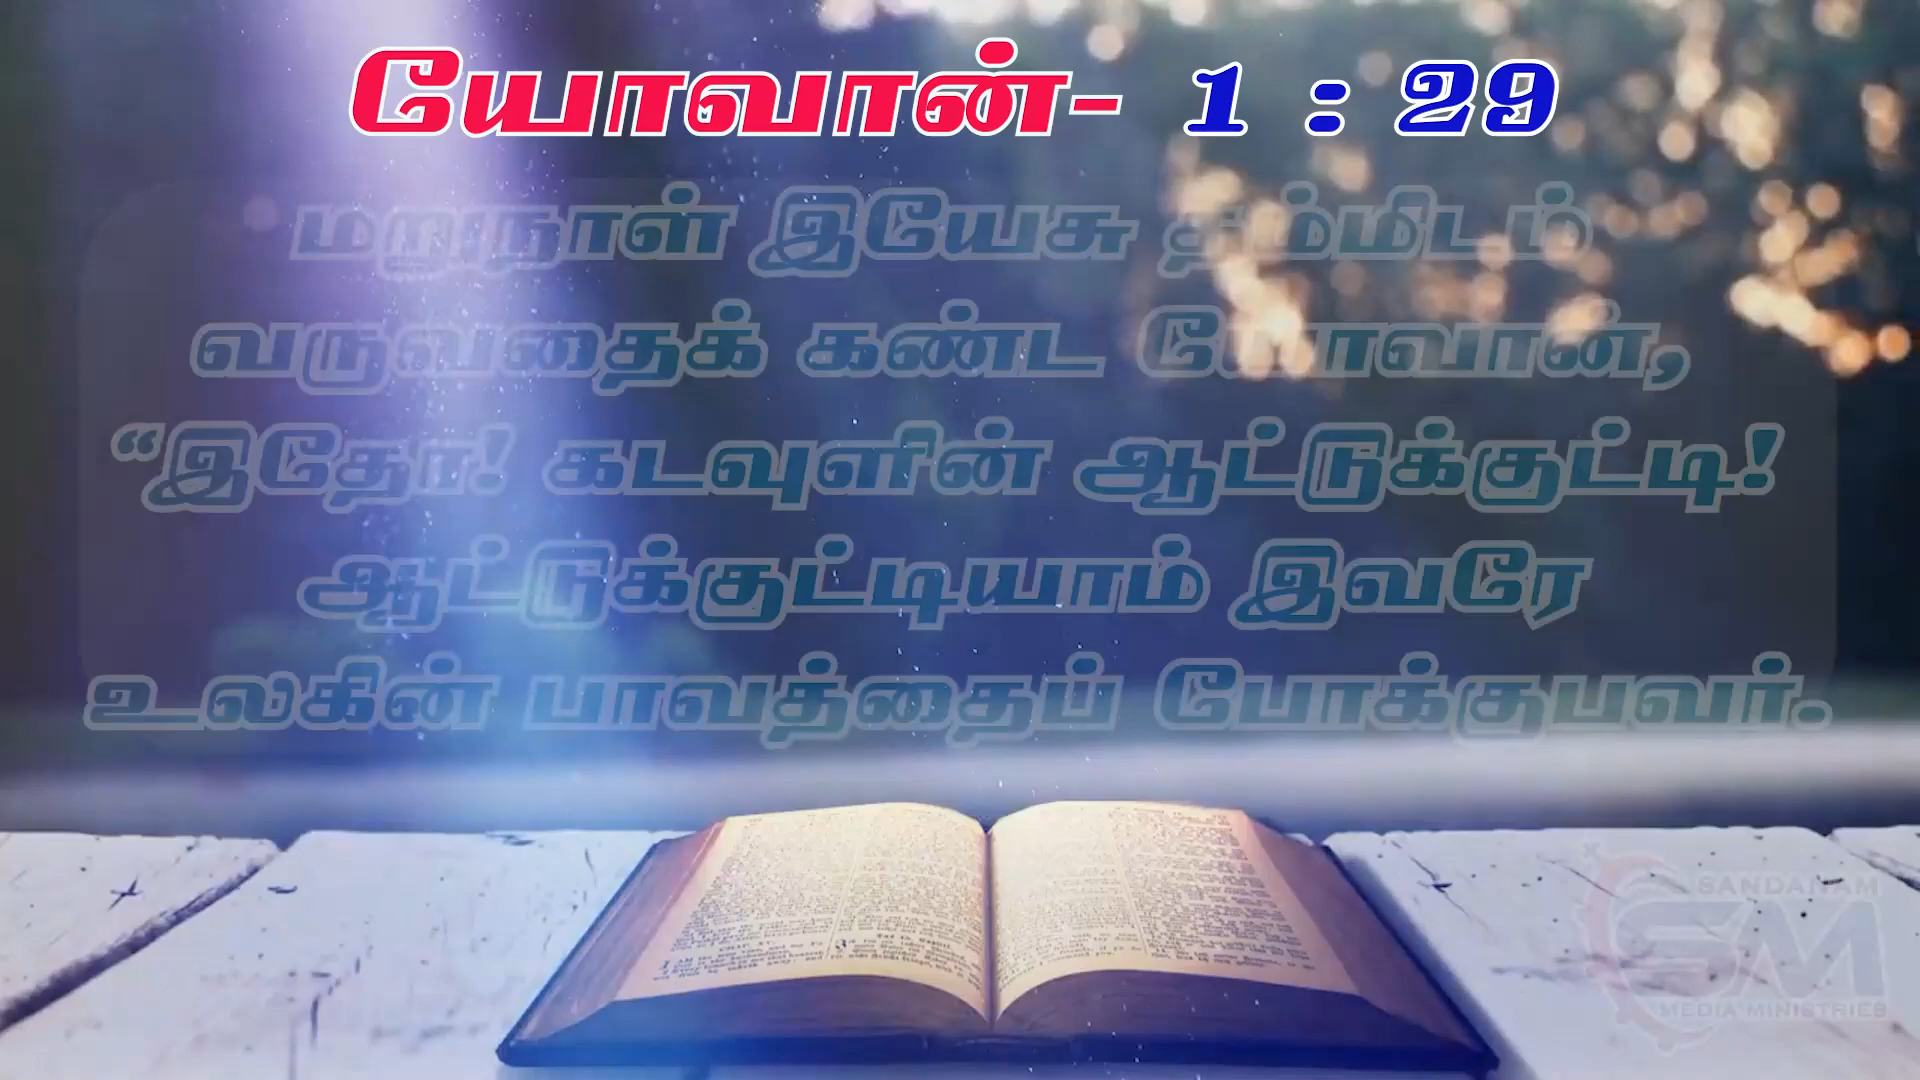 யோவான்- 1 : 29
மறுநாள் இயேசு தம்மிடம்
வருவதைக் கண்ட யோவான்,
“இதோ! கடவுளின் ஆட்டுக்குட்டி!
ஆட்டுக்குட்டியாம் இவரே
உலகின் பாவத்தைப் போக்குபவர்.
SANDANAM
SM
MEDIA MINISTRIES